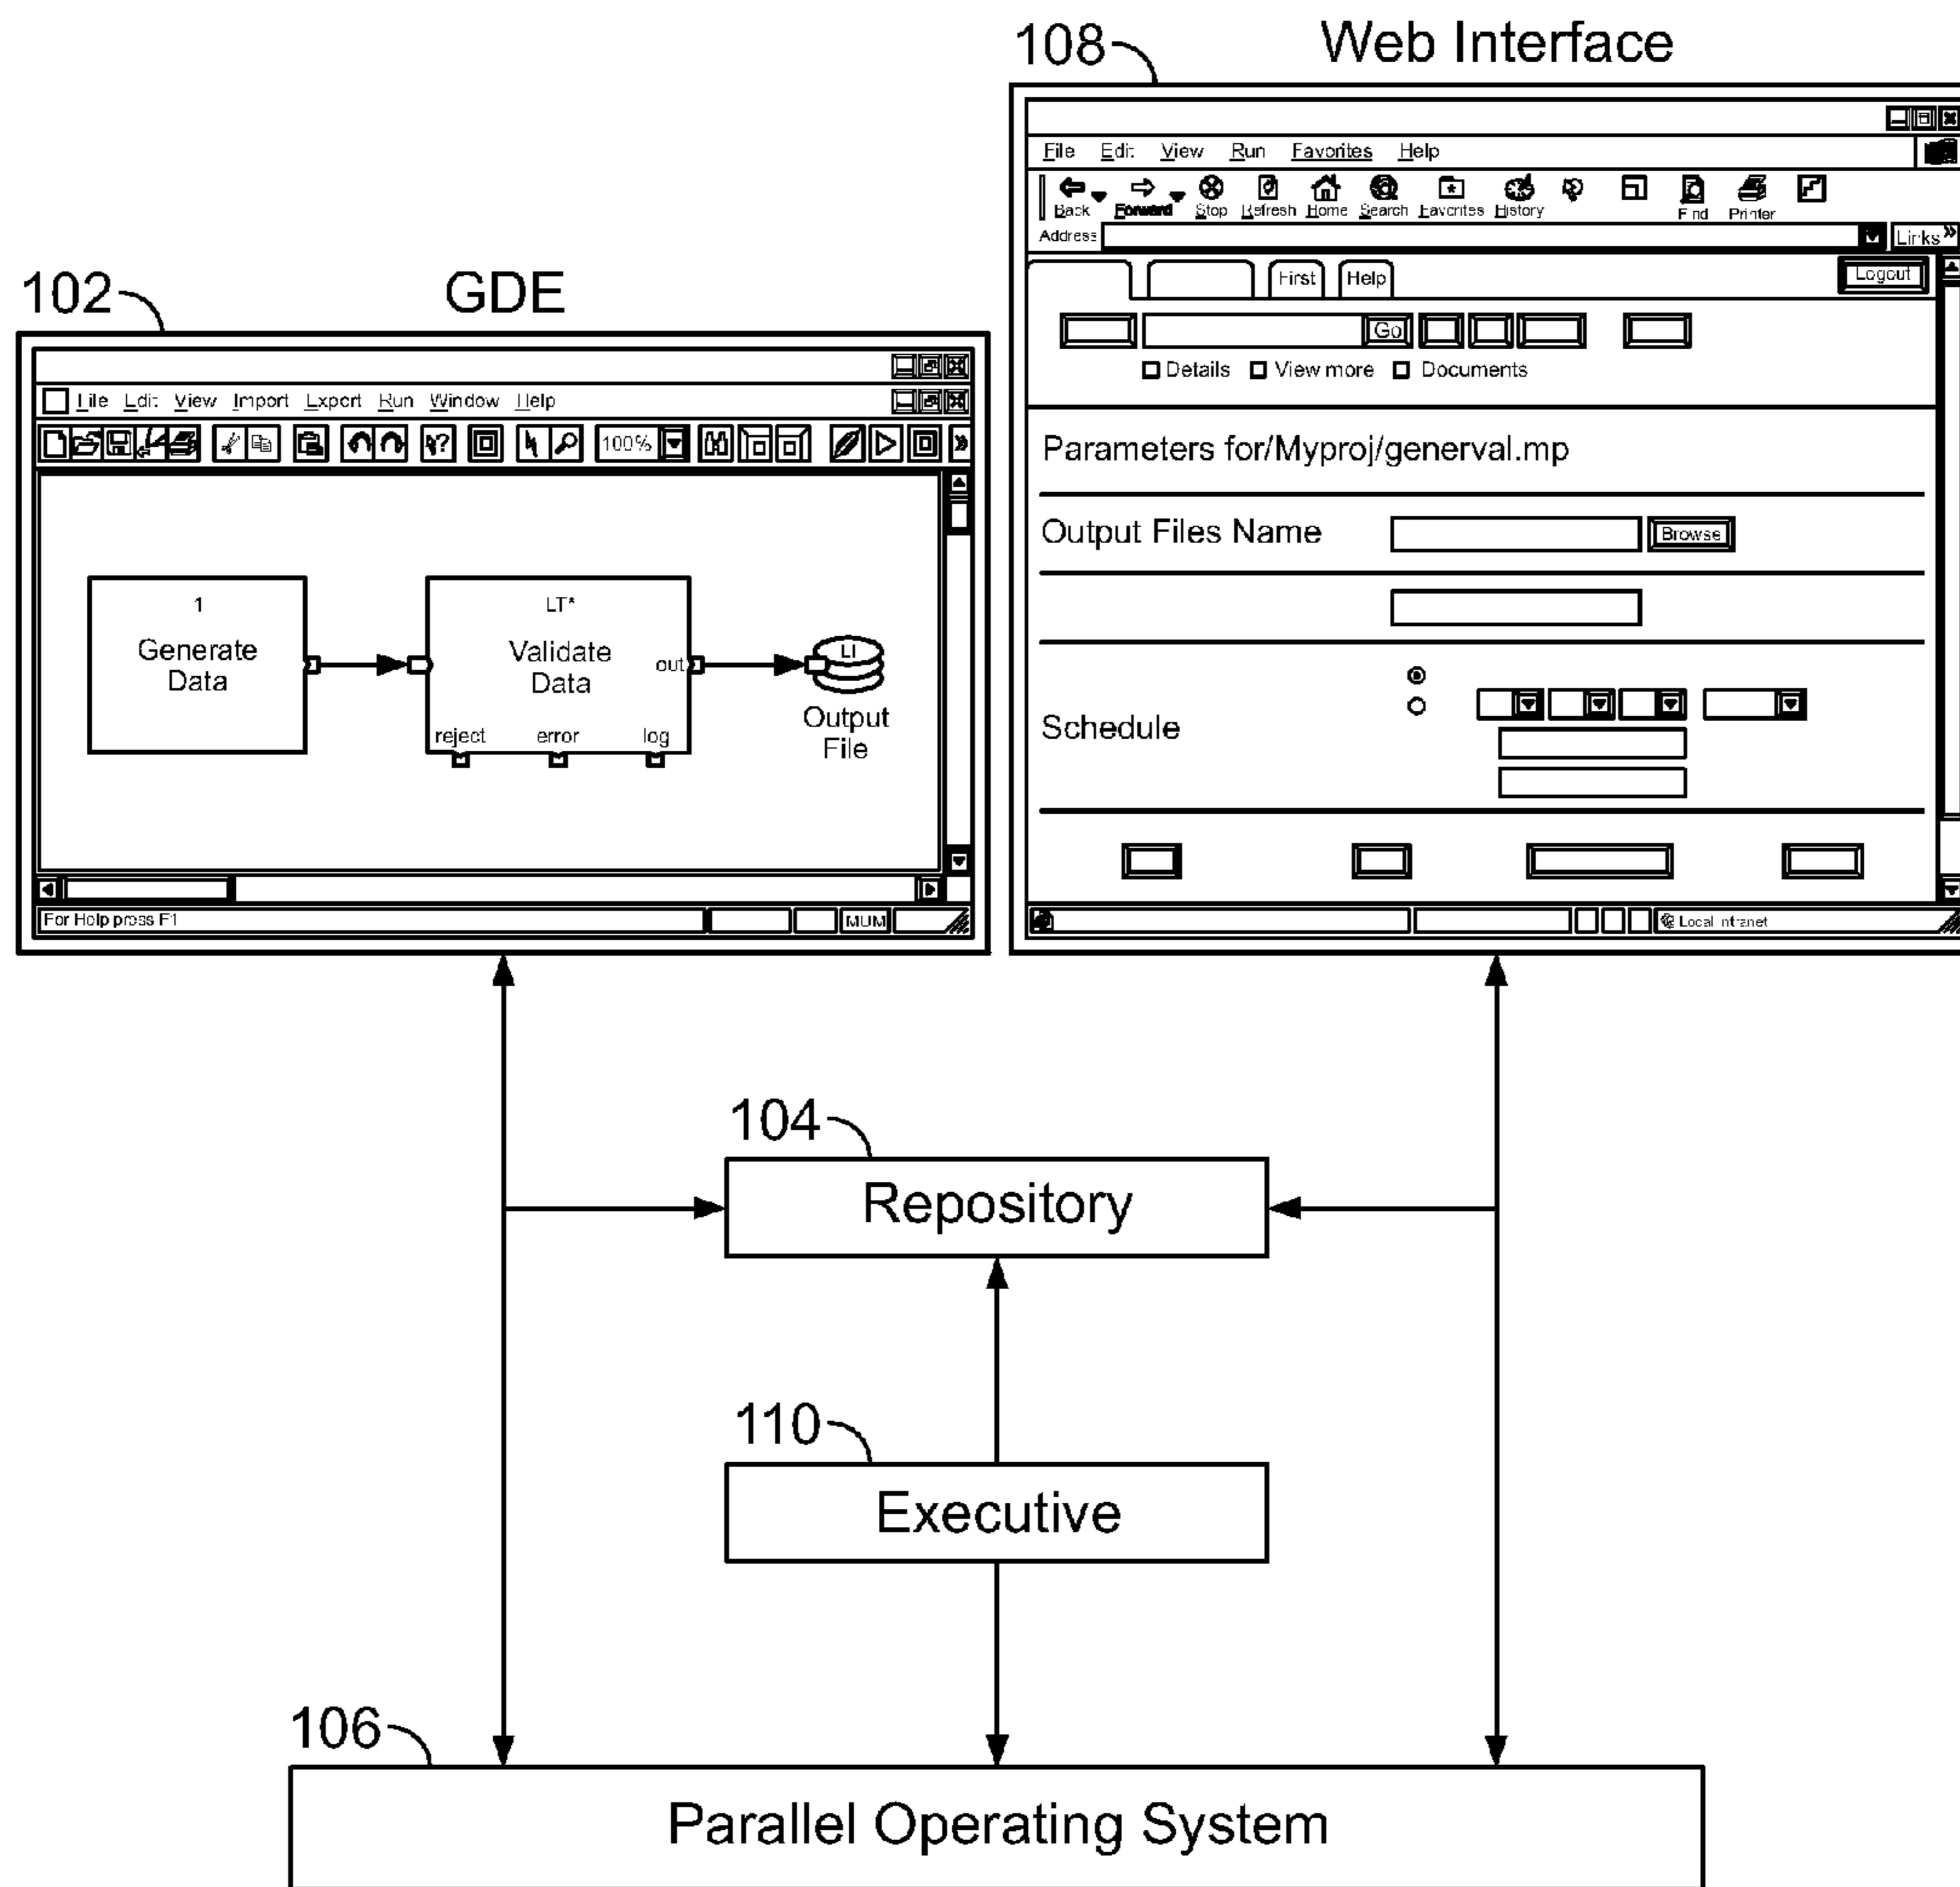 108
Web Interface
File Edit View Run Favorites Help
Back Forward Stop Refresh Home Search Favorites History Find Printer
Address
Links »
First Help Logout
Go
Details View more Documents
Parameters for/Myproj/generval.mp
Output Files Name Browse
Schedule
Local intranet
102
GDE
File Edit View Import Export Run Window Help
100%
1
Generate
Data
LT*
Validate
Data
out
reject error log
LI
Output
File
For Help press F1
MUM
104
Repository
110
Executive
106
Parallel Operating System